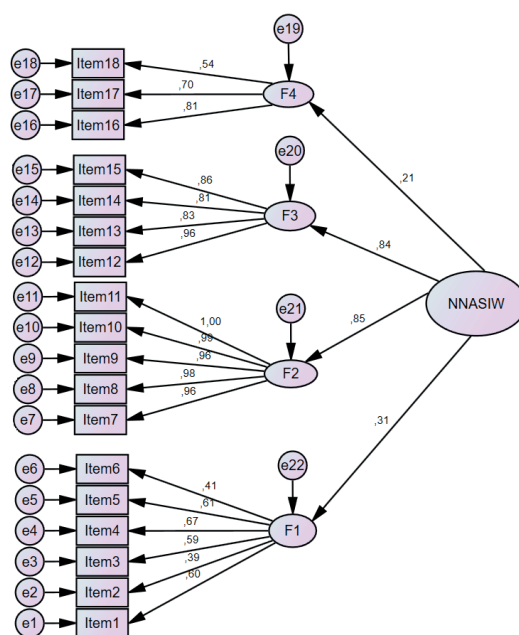 e19
e18 Item18 ,54
e17 Item17 ,70 F4
e16 Item16 ,81
,21
e20
e15 Item15 ,86
e14 Item14 ,81 F3
e13 Item13 ,83
e12 Item12 ,96
,84
NNASIW
e11 Item11 1,00 e21
e10 Item10 ,99 ,85
e9 Item9 ,96 F2
e8 Item8 ,98
e7 Item7 ,96
,31
e6 Item6 ,41 e22
e5 Item5 ,61
e4 Item4 ,67 F1
e3 Item3 ,59
e2 Item2 ,39
e1 Item1 ,60